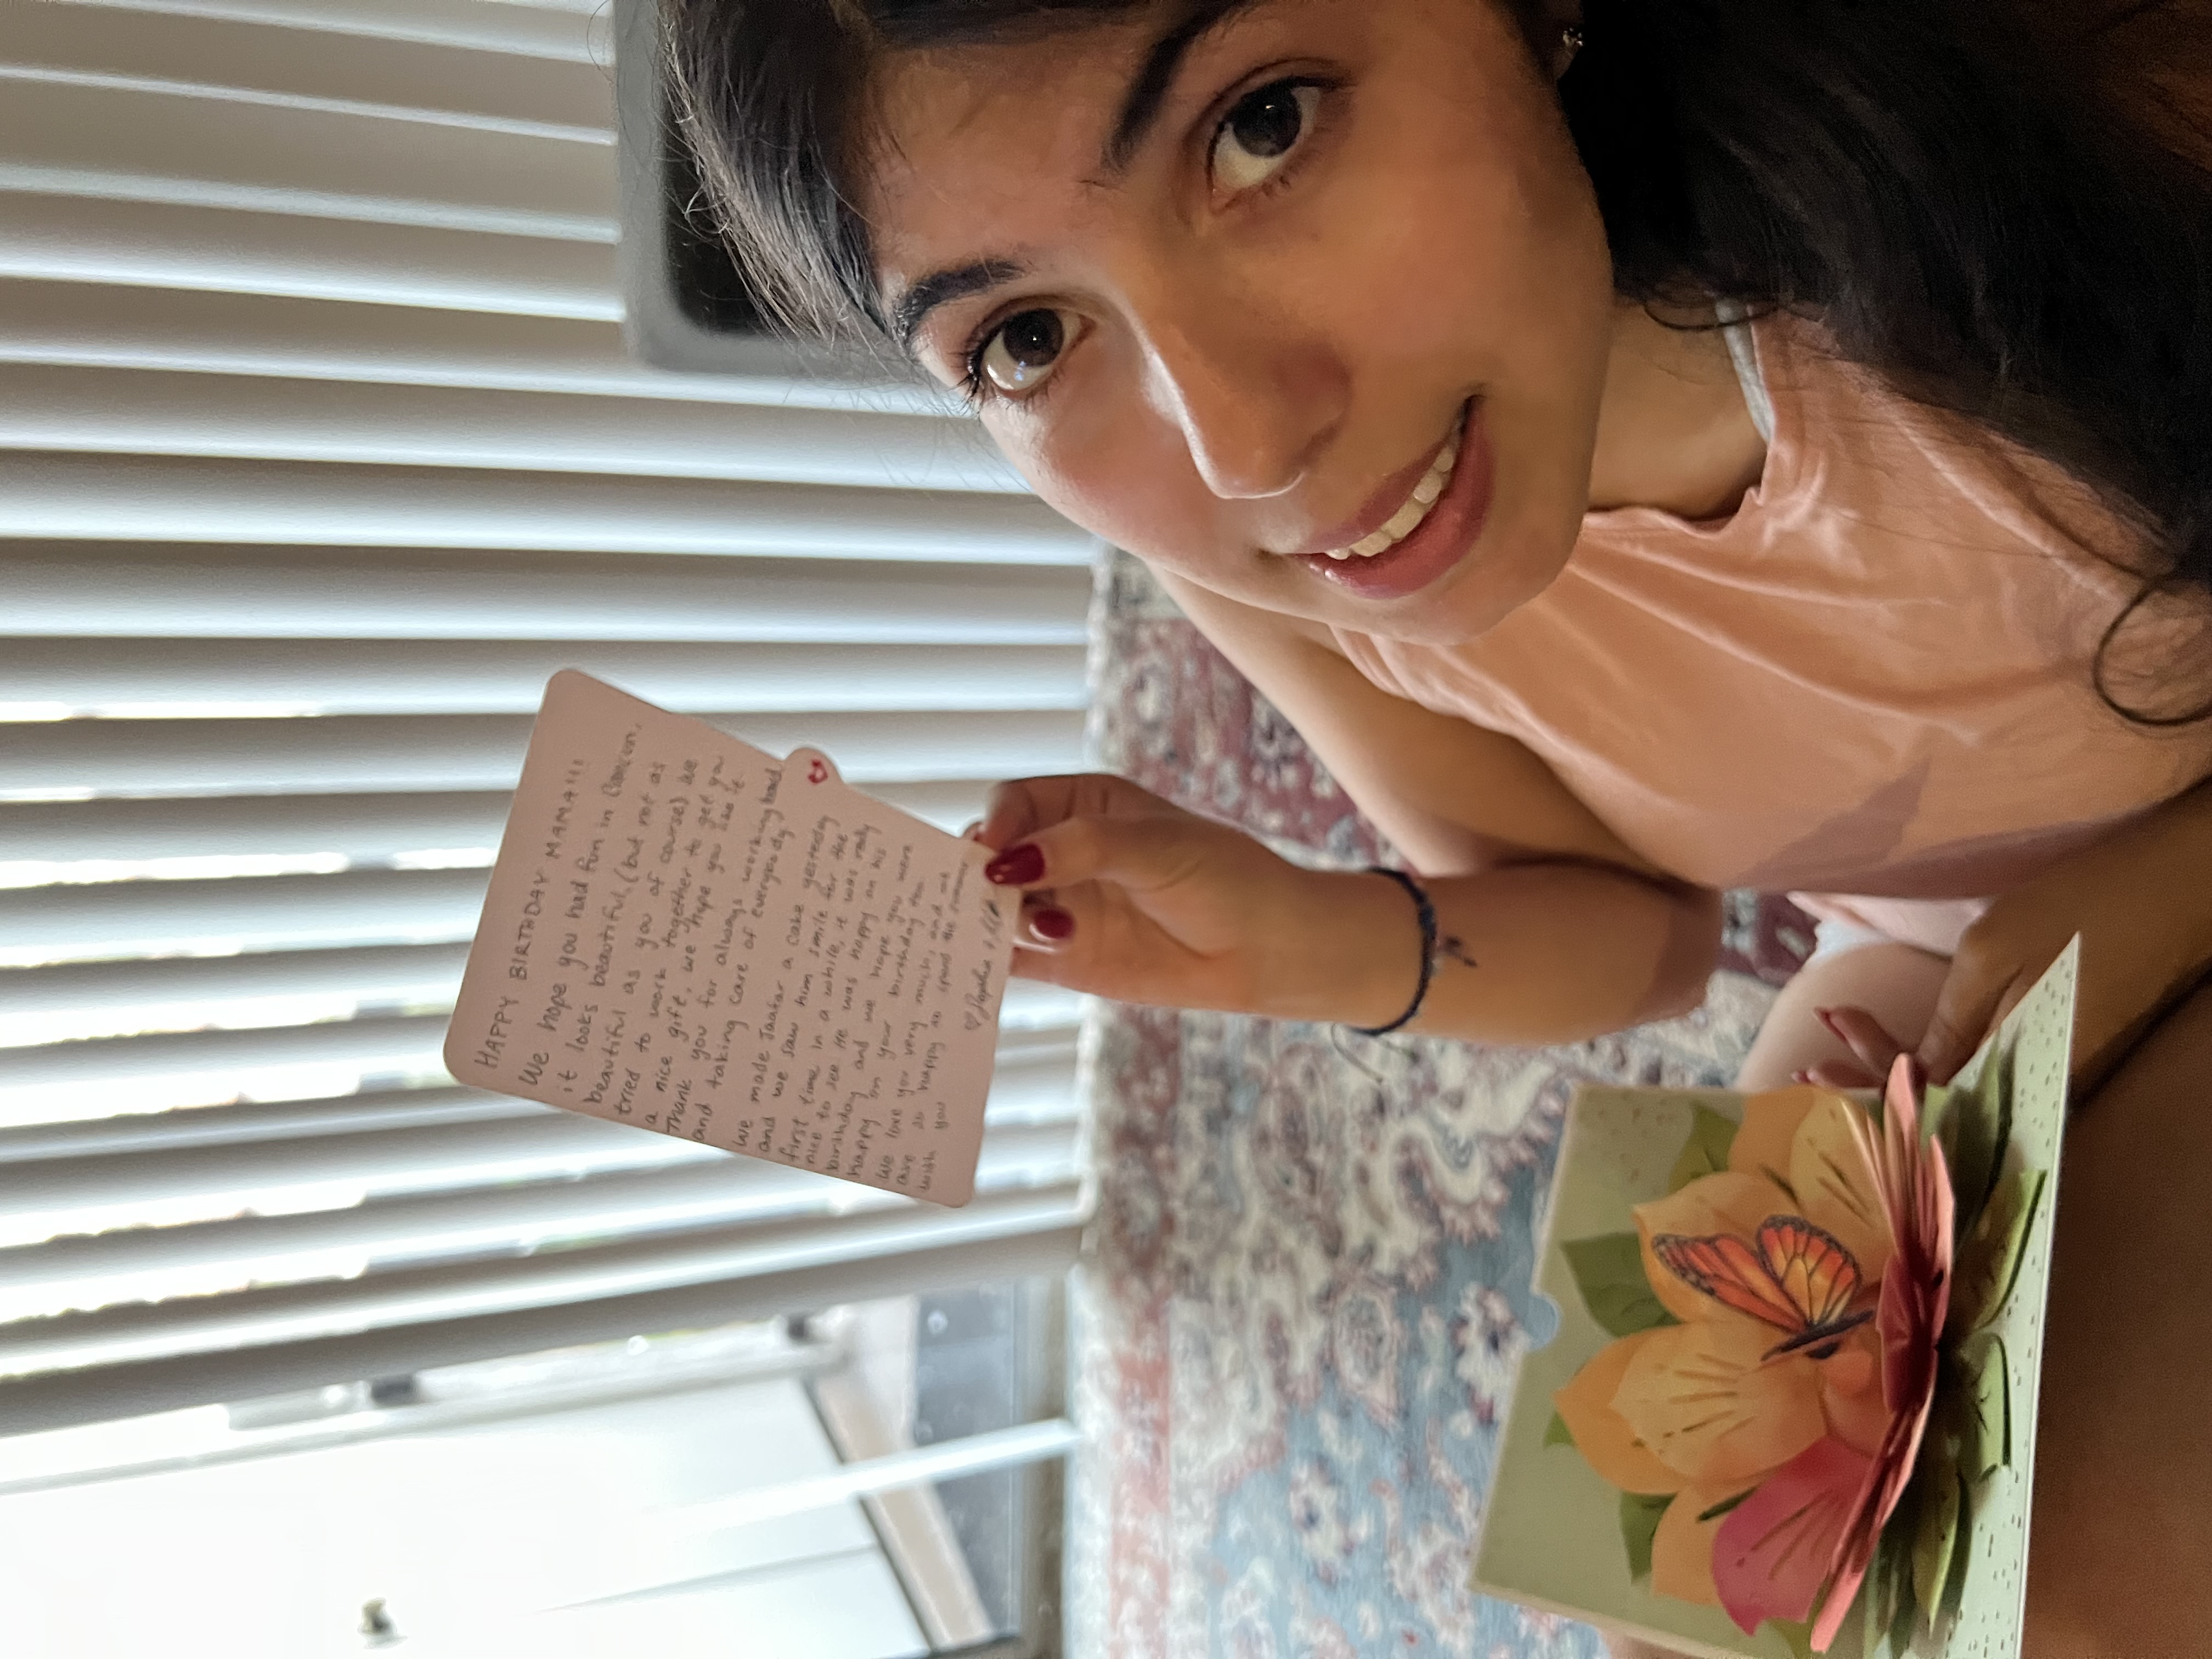 HAPPY BIRTHDAY MAMA!!!
We hope you had fun in Cancun,
it looks beautiful, (but not as
beautiful as you of course) We
tried to work together to get you
a nice gift, we hope you like it.
Thank you for always working hard
and taking care of everybody
We made Jaafar a cake yesterday
and we saw him smile for the
first time in a while, it was really
nice to see. He was happy on his
birthday and we hope you were
happy on your birthday too
We love you very much, and
are so happy to spend the summer
with you
♡